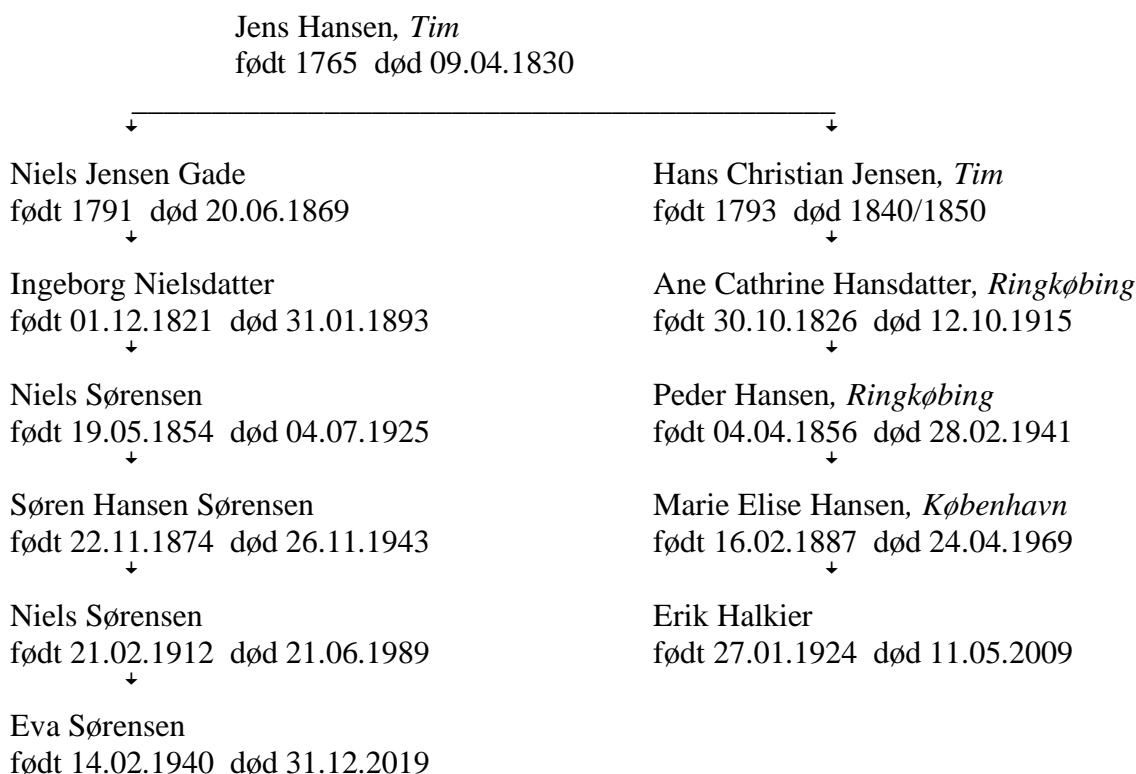 Jens Hansen, Tim
født 1765 død 09.04.1830
Niels Jensen Gade
født 1791 død 20.06.1869
Ingeborg Nielsdatter
født 01.12.1821 død 31.01.1893
Niels Sørensen
født 19.05.1854 død 04.07.1925
Søren Hansen Sørensen
født 22.11.1874 død 26.11.1943
Niels Sørensen
født 21.02.1912 død 21.06.1989
Eva Sørensen
født 14.02.1940 død 31.12.2019
Hans Christian Jensen, Tim
født 1793 død 1840/1850
Ane Cathrine Hansdatter, Ringkøbing
født 30.10.1826 død 12.10.1915
Peder Hansen, Ringkøbing
født 04.04.1856 død 28.02.1941
Marie Elise Hansen, København
født 16.02.1887 død 24.04.1969
Erik Halkier
født 27.01.1924 død 11.05.2009